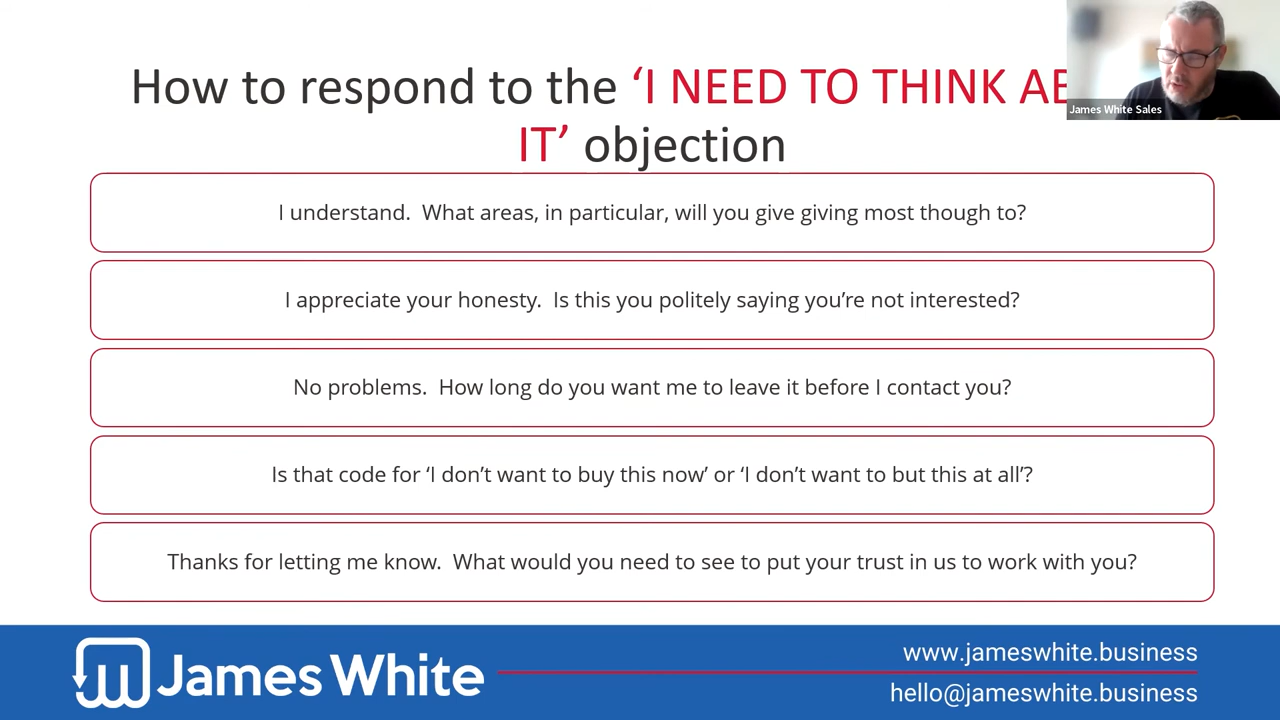 How to respond to the ‘I NEED TO THINK
IT’ objection
James White Sales
I understand.  What areas, in particular, will you give giving most though to?
I appreciate your honesty.  Is this you politely saying you’re not interested?
No problems.  How long do you want me to leave it before I contact you?
Is that code for ‘I don’t want to buy this now’ or ‘I don’t want to but this at all’?
Thanks for letting me know.  What would you need to see to put your trust in us to work with you?
James White
www.jameswhite.business
hello@jameswhite.business